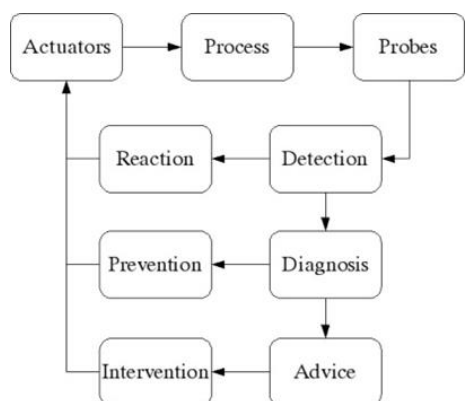 Actuators
Process
Probes
Reaction
Detection
Prevention
Diagnosis
Intervention
Advice